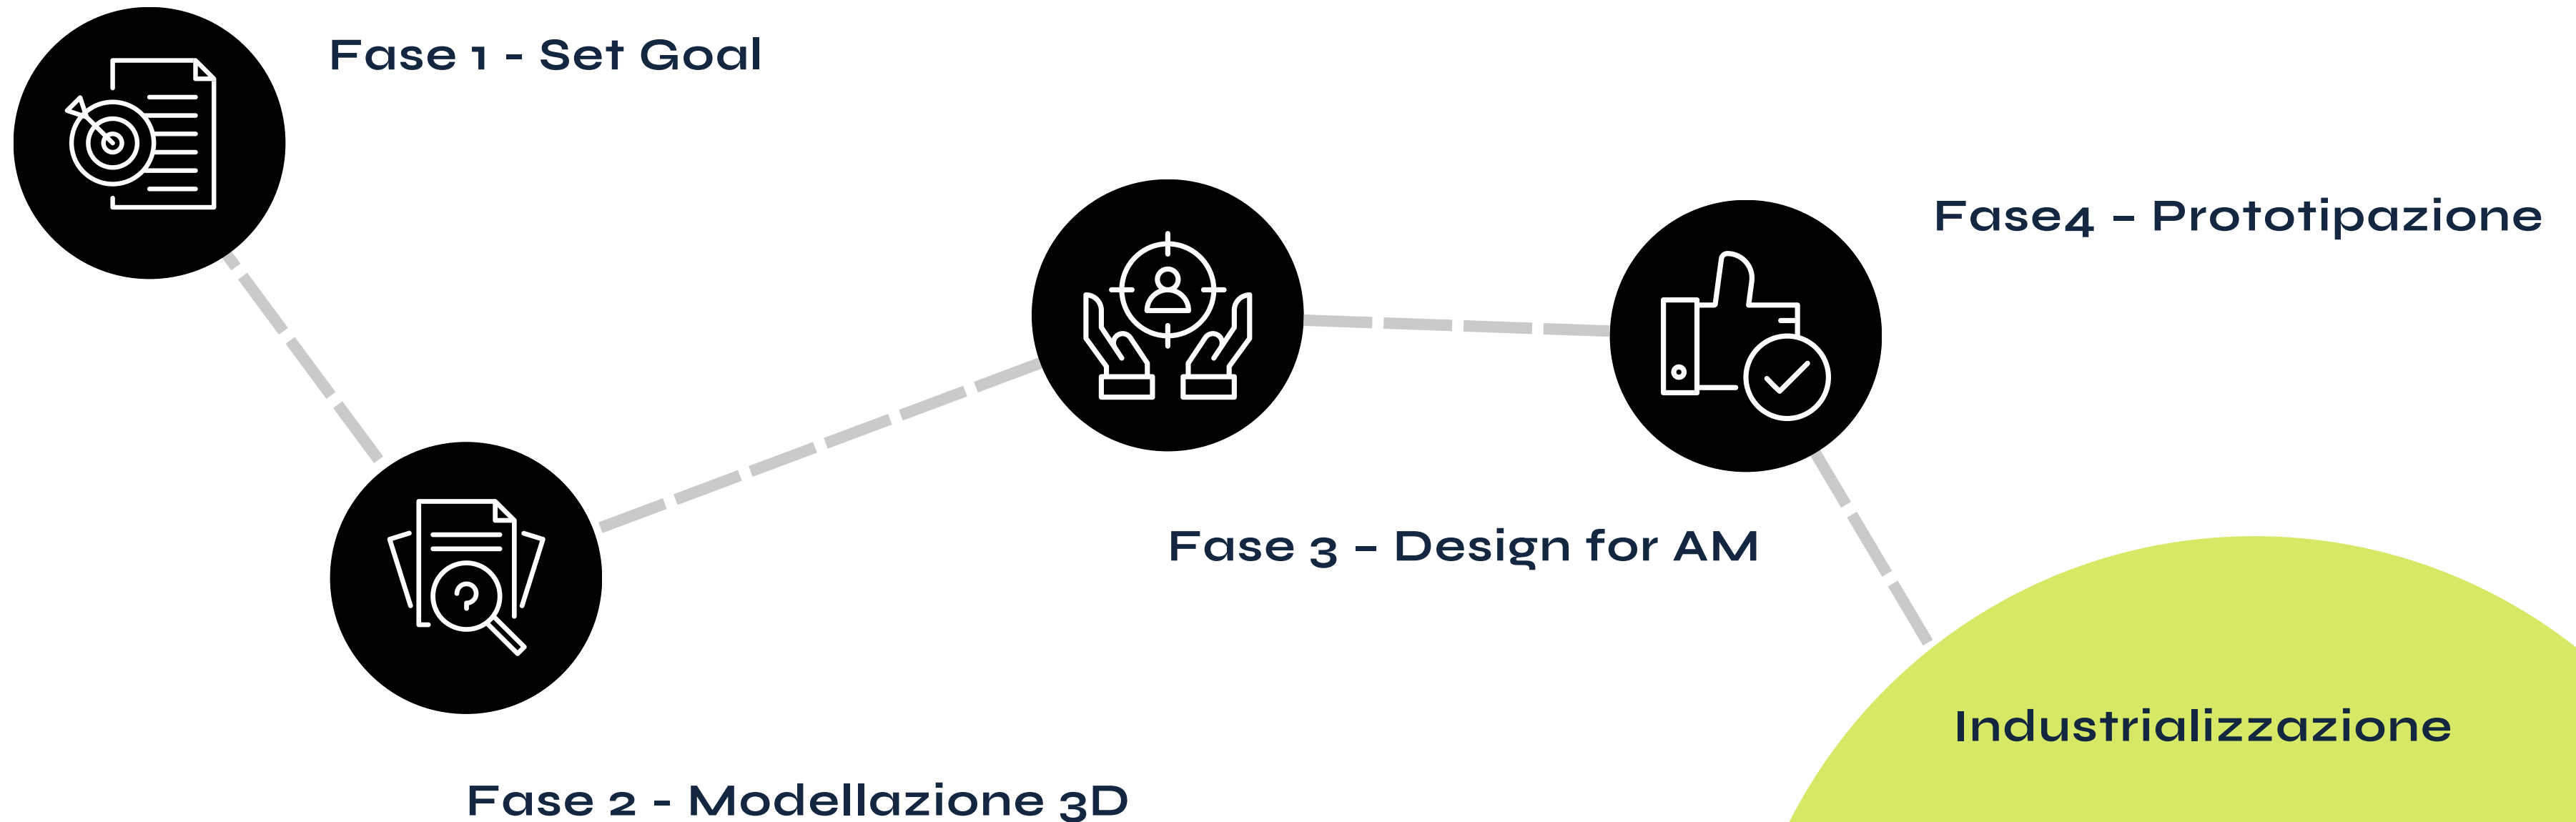 Fase 1 - Set Goal
Fase 2 - Modellazione 3D
Fase 3 – Design for AM
Fase4 – Prototipazione
Industrializzazione
?